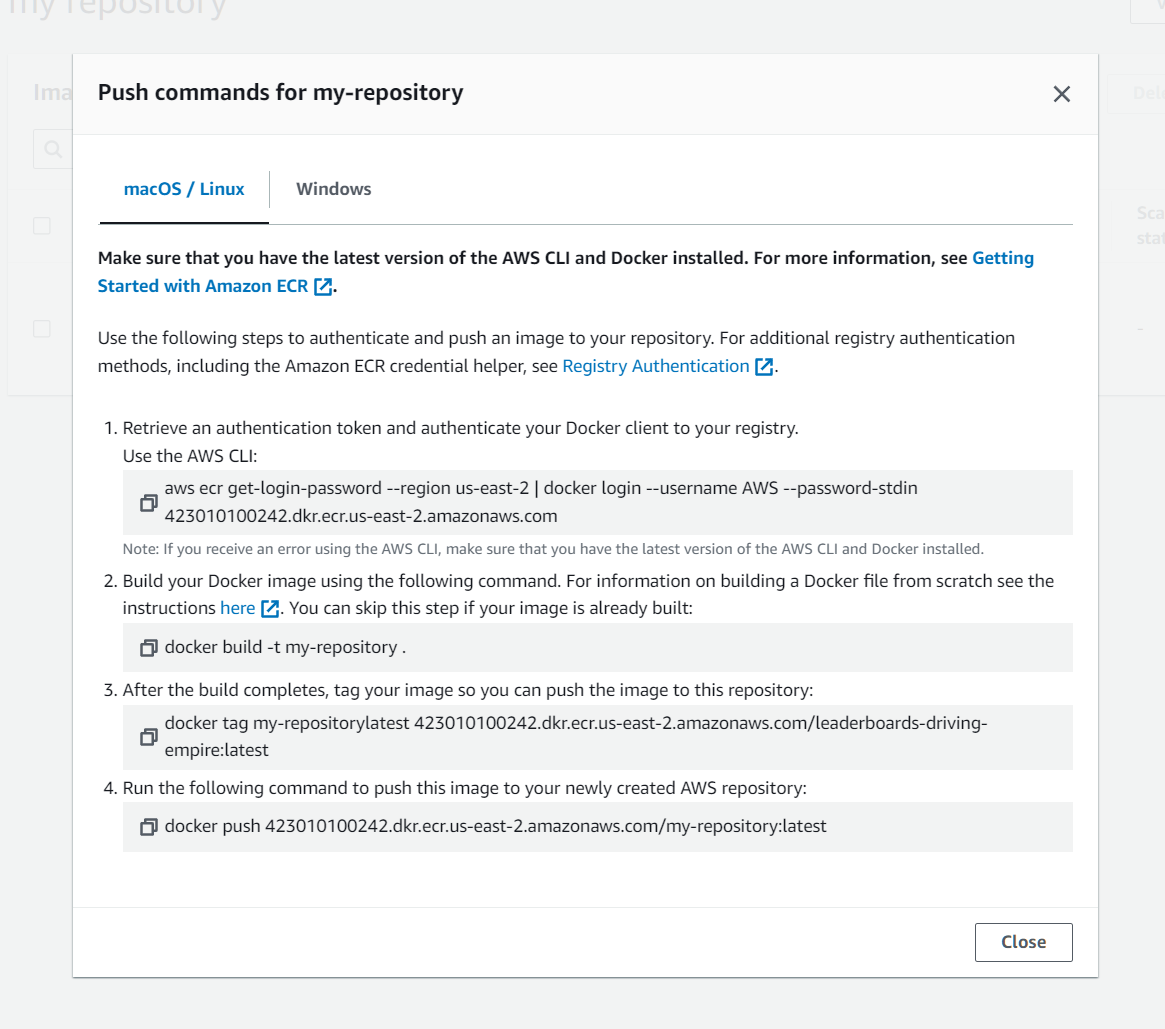 my repository
Ima
Dele
Push commands for my-repository
macOS / Linux
Windows
Make sure that you have the latest version of the AWS CLI and Docker installed. For more information, see Getting
Started with Amazon ECR.
Use the following steps to authenticate and push an image to your repository. For additional registry authentication
methods, including the Amazon ECR credential helper, see Registry Authentication.
1. Retrieve an authentication token and authenticate your Docker client to your registry.
Use the AWS CLI:
aws ecr get-login-password --region us-east-2 | docker login --username AWS --password-stdin
423010100242.dkr.ecr.us-east-2.amazonaws.com
Note: If you receive an error using the AWS CLI, make sure that you have the latest version of the AWS CLI and Docker installed.
2. Build your Docker image using the following command. For information on building a Docker file from scratch see the
instructions here. You can skip this step if your image is already built:
docker build -t my-repository .
3. After the build completes, tag your image so you can push the image to this repository:
docker tag my-repositorylatest 423010100242.dkr.ecr.us-east-2.amazonaws.com/leaderboards-driving-
empire:latest
4. Run the following command to push this image to your newly created AWS repository:
docker push 423010100242.dkr.ecr.us-east-2.amazonaws.com/my-repository:latest
Close
Sca
stat
-